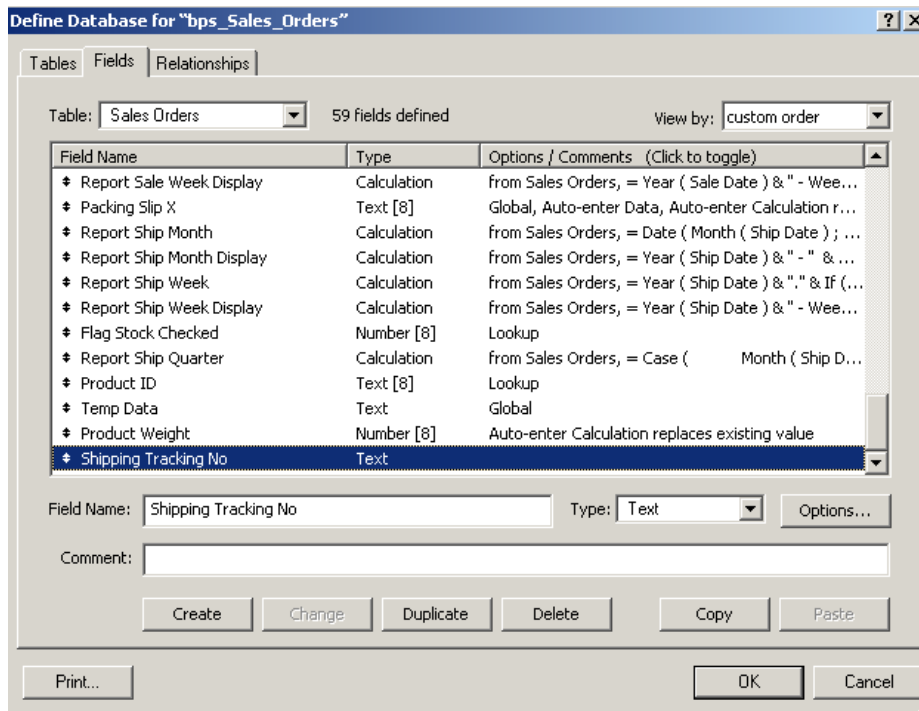 Define Database for “bps_Sales_Orders”
Tables Fields Relationships
Table: Sales Orders 59 fields defined View by: custom order
Field Name Type Options / Comments (Click to toggle)
Report Sale Week Display Calculation from Sales Orders, = Year ( Sale Date ) & " - Wee...
Packing Slip X Text [8] Global, Auto-enter Data, Auto-enter Calculation r...
Report Ship Month Calculation from Sales Orders, = Date ( Month ( Ship Date ) ; ...
Report Ship Month Display Calculation from Sales Orders, = Year ( Ship Date ) & " - " & ...
Report Ship Week Calculation from Sales Orders, = Year ( Ship Date ) & "." & If (...
Report Ship Week Display Calculation from Sales Orders, = Year ( Ship Date ) & " - Wee...
Flag Stock Checked Number [8] Lookup
Report Ship Quarter Calculation from Sales Orders, = Case ( Month ( Ship D...
Product ID Text [8] Lookup
Temp Data Text Global
Product Weight Number [8] Auto-enter Calculation replaces existing value
Shipping Tracking No Text
Field Name: Shipping Tracking No Type: Text Options...
Comment:
Create Change Duplicate Delete Copy Paste
Print... OK Cancel